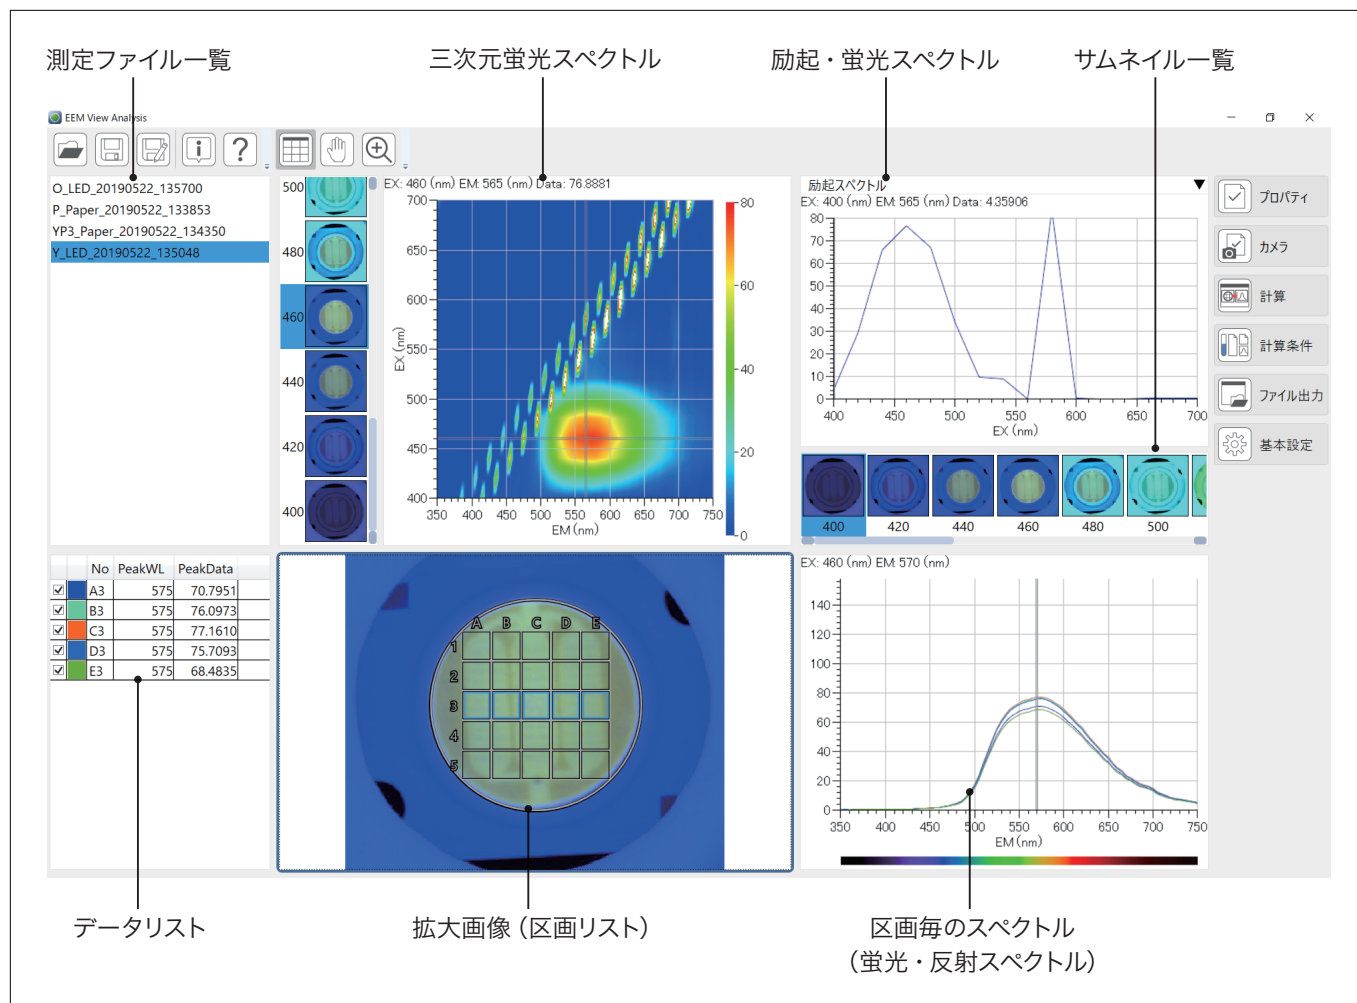 測定ファイル一覧
三次元蛍光スペクトル
励起・蛍光スペクトル
サムネイル一覧
EEM View Analysis
O_LED_20190522_135700
P_Paper_20190522_133853
YP3_Paper_20190522_134350
Y_LED_20190522_135048
500
480
460
440
420
400
EX: 460 (nm) EM: 565 (nm) Data: 76.8881
700
650
600
550
500
450
400
EX (nm)
350 400 450 500 550 600 650 700 750
EM (nm)
80
60
40
20
0
励起スペクトル
EX: 400 (nm) EM: 565 (nm) Data: 4.35906
80
70
60
50
40
30
20
10
0
400 450 500 550 600 650 700
EX (nm)
400 420 440 460 480 500
プロパティ
カメラ
計算
計算条件
ファイル出力
基本設定
No PeakWL PeakData
A3 575 70.7951
B3 575 76.0973
C3 575 77.1610
D3 575 75.7093
E3 575 68.4835
A B C D E
1
2
3
4
5
EX: 460 (nm) EM: 570 (nm)
140
120
100
80
60
40
20
0
350 400 450 500 550 600 650 700 750
EM (nm)
データリスト
拡大画像（区画リスト）
区画毎のスペクトル
（蛍光・反射スペクトル）